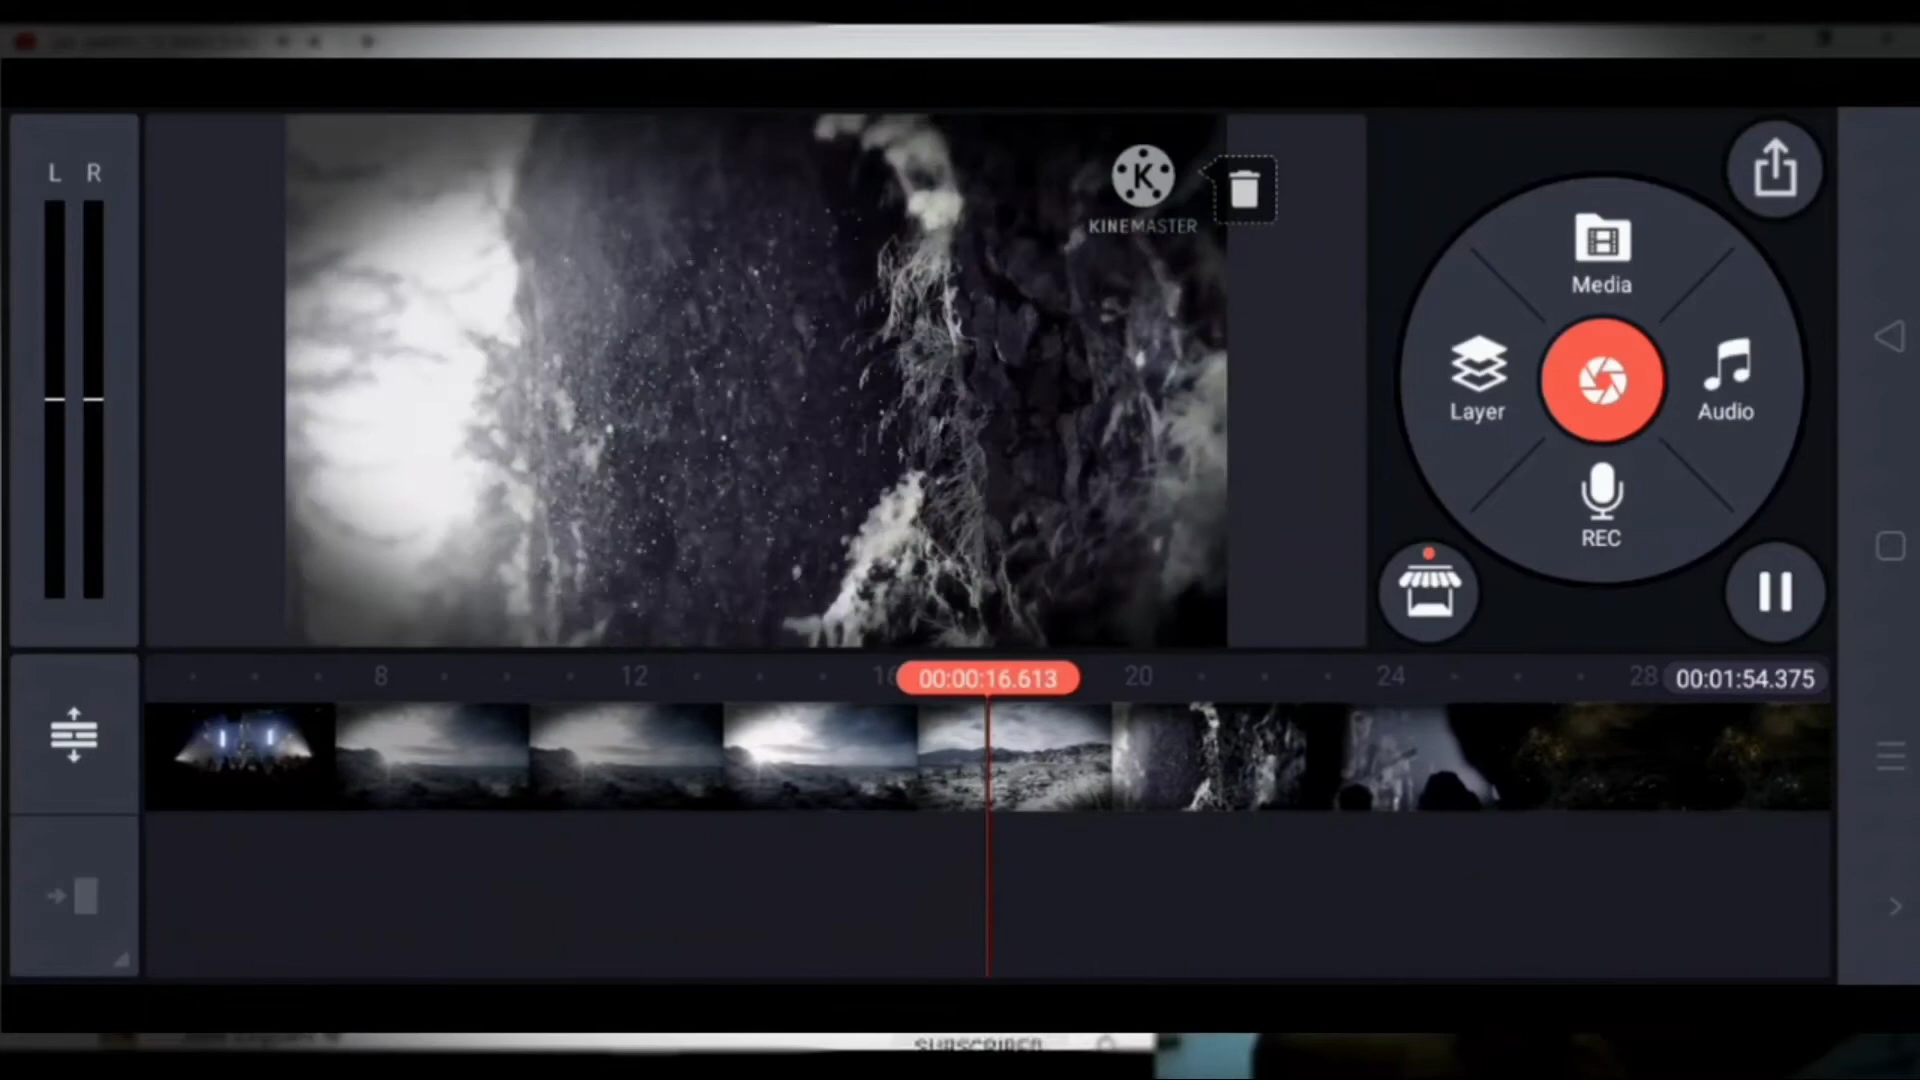 L R
K
KINEMASTER
Media
Layer
Audio
REC
8 12 16 00:00:16.613 20 24 28 00:01:54.375
SUBSCRIBER